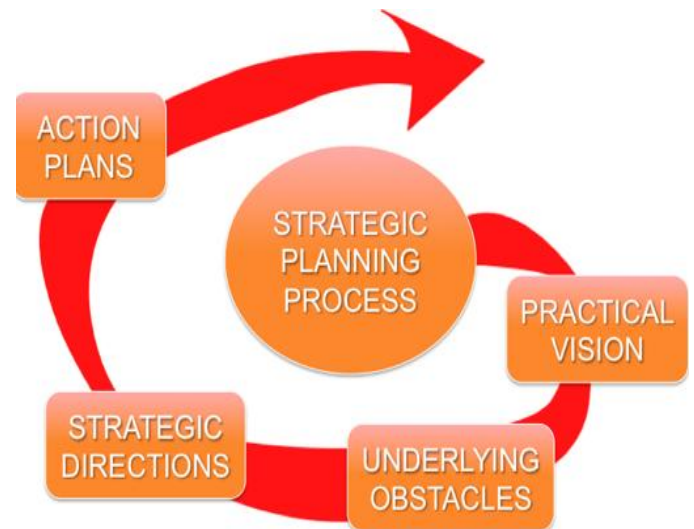 ACTION
PLANS
STRATEGIC
PLANNING
PROCESS
PRACTICAL
VISION
STRATEGIC
DIRECTIONS
UNDERLYING
OBSTACLES